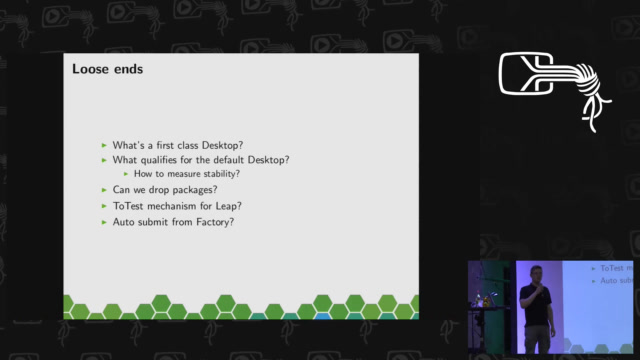 Loose ends
What's a first class Desktop?
What qualifies for the default Desktop?
How to measure stability?
Can we drop packages?
ToTest mechanism for Leap?
Auto submit from Factory?
ToTest m
Auto sub